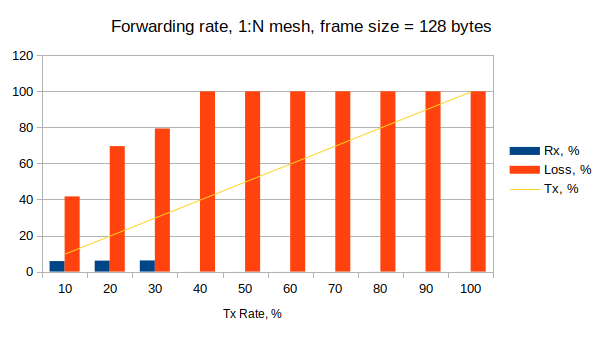 Forwarding rate, 1:N mesh, frame size = 128 bytes
120
100
80
60
40
20
0
10 20 30 40 50 60 70 80 90 100
Tx Rate, %
Rx, %
Loss, %
Tx, %